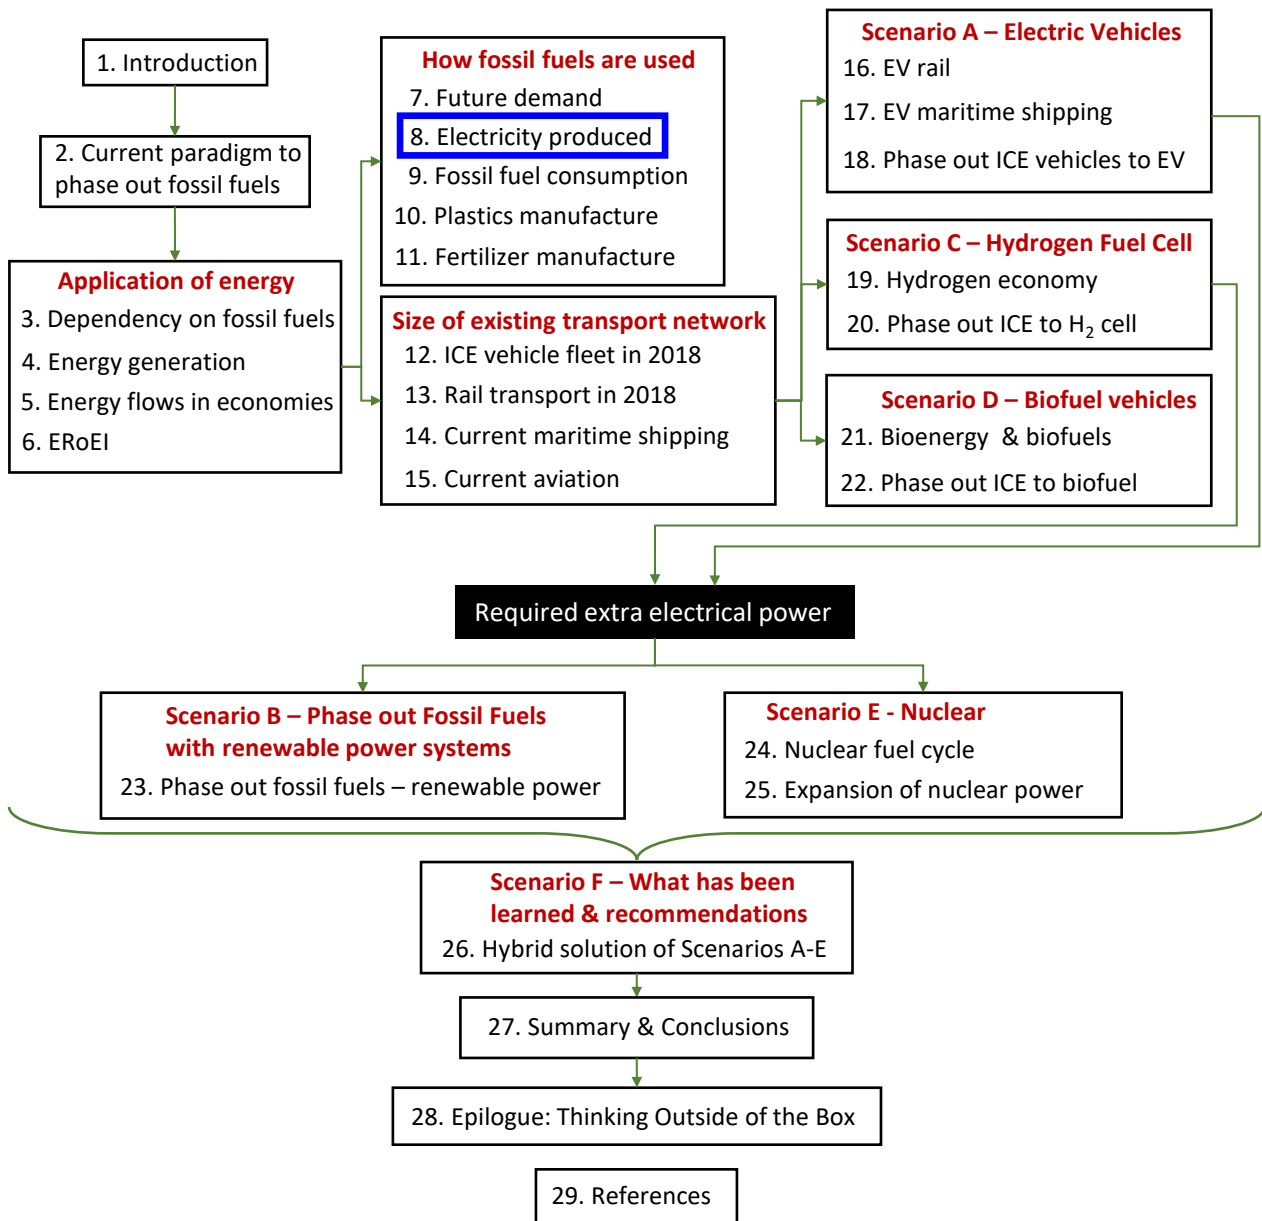 1. Introduction
2. Current paradigm to
phase out fossil fuels
Application of energy
3. Dependency on fossil fuels
4. Energy generation
5. Energy flows in economies
6. ERoEI
How fossil fuels are used
7. Future demand
8. Electricity produced
9. Fossil fuel consumption
10. Plastics manufacture
11. Fertilizer manufacture
Size of existing transport network
12. ICE vehicle fleet in 2018
13. Rail transport in 2018
14. Current maritime shipping
15. Current aviation
Scenario A – Electric Vehicles
16. EV rail
17. EV maritime shipping
18. Phase out ICE vehicles to EV
Scenario C – Hydrogen Fuel Cell
19. Hydrogen economy
20. Phase out ICE to H₂ cell
Scenario D – Biofuel vehicles
21. Bioenergy & biofuels
22. Phase out ICE to biofuel
Required extra electrical power
Scenario B – Phase out Fossil Fuels
with renewable power systems
23. Phase out fossil fuels – renewable power
Scenario E - Nuclear
24. Nuclear fuel cycle
25. Expansion of nuclear power
Scenario F – What has been
learned & recommendations
26. Hybrid solution of Scenarios A-E
27. Summary & Conclusions
28. Epilogue: Thinking Outside of the Box
29. References